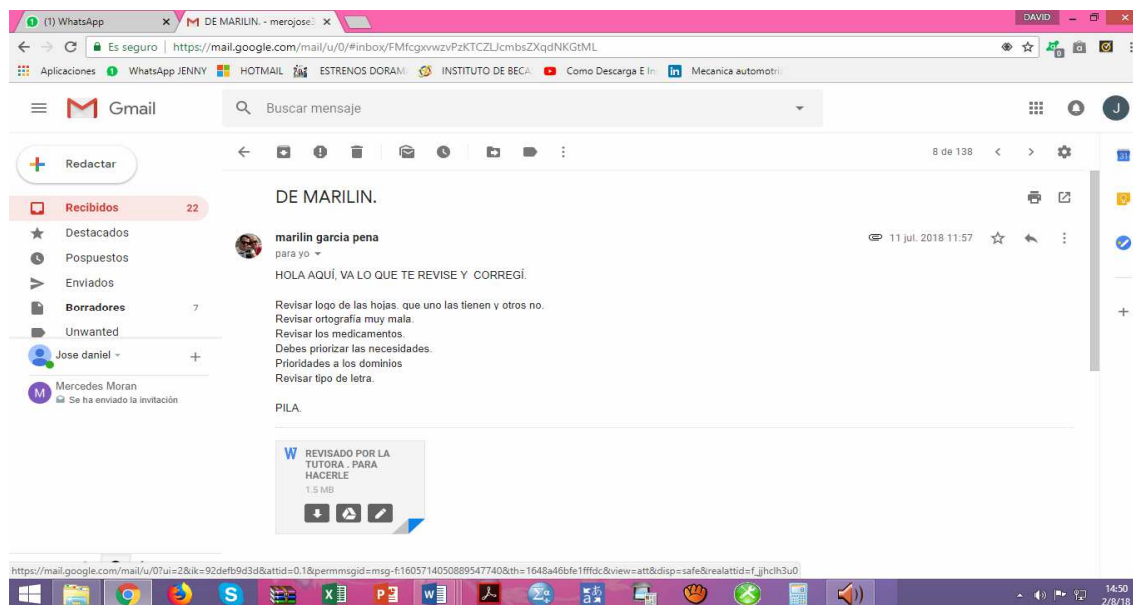 (1) WhatsApp
DE MARILIN. - merojose
DAVID
Es seguro | https://mail.google.com/mail/u/0/#inbox/FMfcgxvwzvPzKTCZLJcmbsZXqdNKGtML
Aplicaciones WhatsApp JENNY HOTMAIL ESTRENOS DORAM INSTITUTO DE BECA Como Descarga E In Mecanica automotri
Gmail
Buscar mensaje
J
Redactar
8 de 138
31
DE MARILIN.
Recibidos 22
Destacados
marilin garcia pena
11 jul. 2018 11:57
para yo
Pospuestos
HOLA AQUÍ, VA LO QUE TE REVISE Y CORREGÍ.
Enviados
Revisar logo de las hojas. que uno las tienen y otros no.
Borradores 7
Revisar ortografía muy mala.
Unwanted
Revisar los medicamentos.
Debes priorizar las necesidades.
Jose daniel
Prioridades a los dominios
Revisar tipo de letra.
M
Mercedes Moran
Se ha enviado la invitación
PILA.
W REVISADO POR LA
TUTORA . PARA
HACERLE
1.5 MB
https://mail.google.com/mail/u/0?ui=2&ik=92defb9d3d&attid=0.1&permmsgid=msg-f:1605714050889547740&th=1648a46bfe1fffdc&view=att&disp=safe&realattid=f_jjhclh3u0
14:50
2/8/18